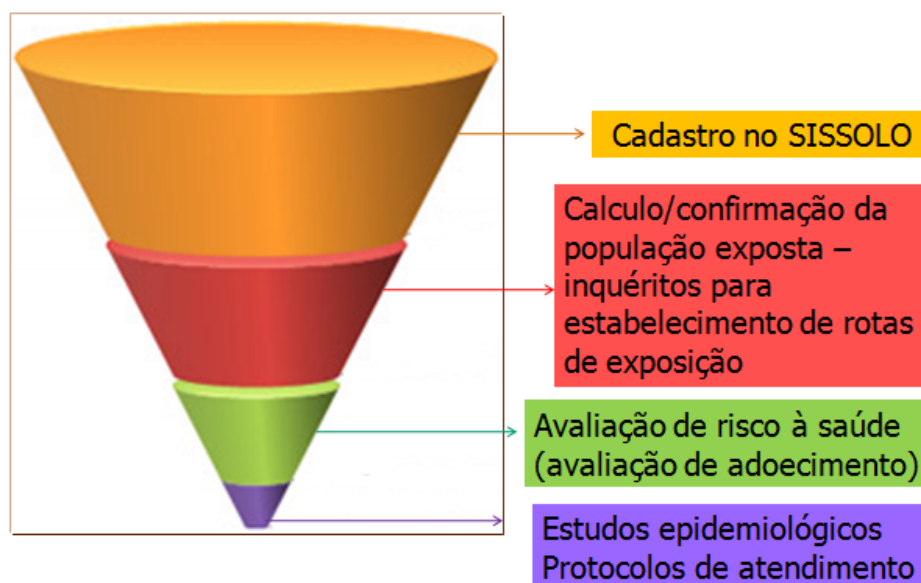 Cadastro no SISSOLO
Calculo/confirmação da
população exposta –
inquéritos para
estabelecimento de rotas
de exposição
Avaliação de risco à saúde
(avaliação de adoecimento)
Estudos epidemiológicos
Protocolos de atendimento